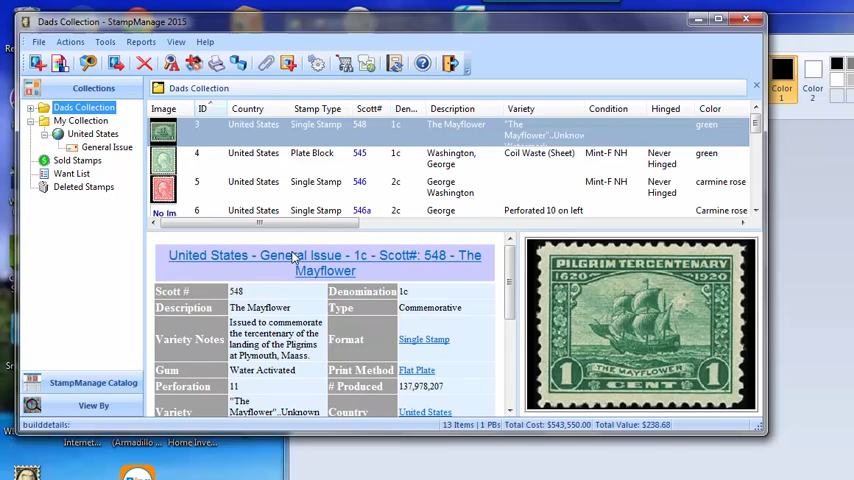 Dads Collection - StampManage 2015
File Actions Tools Reports View Help
Collections
Dads Collection
Dads Collection
My Collection
United States
General Issue
Sold Stamps
Want List
Deleted Stamps
StampManage Catalog
View By
Image ID Country Stamp Type Scott# Den... Description Variety Condition Hinged Color
3 United States Single Stamp 548 1c The Mayflower "The Mayflower"..Unknow green
4 United States Plate Block 545 1c Washington, George Coil Waste (Sheet) Mint-F NH Never Hinged green
5 United States Single Stamp 546 2c George Washington Mint-F NH Never Hinged carmine rose
No Im 6 United States Single Stamp 546a 2c George Perforated 10 on left Carmine rose
United States - General Issue - 1c - Scott#: 548 - The
Mayflower
Scott # 548 Denomination 1c
Description The Mayflower Type Commemorative
Variety Notes Issued to commemorate the tercentenary of the landing of the Pligrims at Plymouth, Maass. Format Single Stamp
Gum Water Activated Print Method Flat Plate
Perforation 11 # Produced 137,978,207
Variety "The Mayflower"..Unknown Country United States
PILGRIM TERCENTENARY
1620 1920
THE MAYFLOWER
1 CENT 1
builddetails: 13 Items | 1 PBs Total Cost: $543,550.00 Total Value: $238.68
Color 1
Color 2
Internet... (Armadillo ... Home Inve...